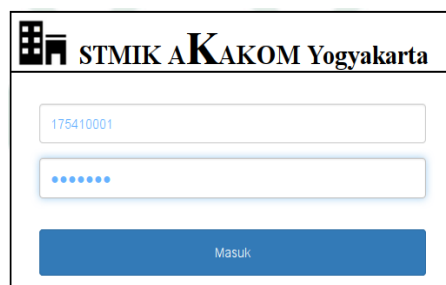 STMIK AKAKOM Yogyakarta
175410001
●●●●●●●
Masuk